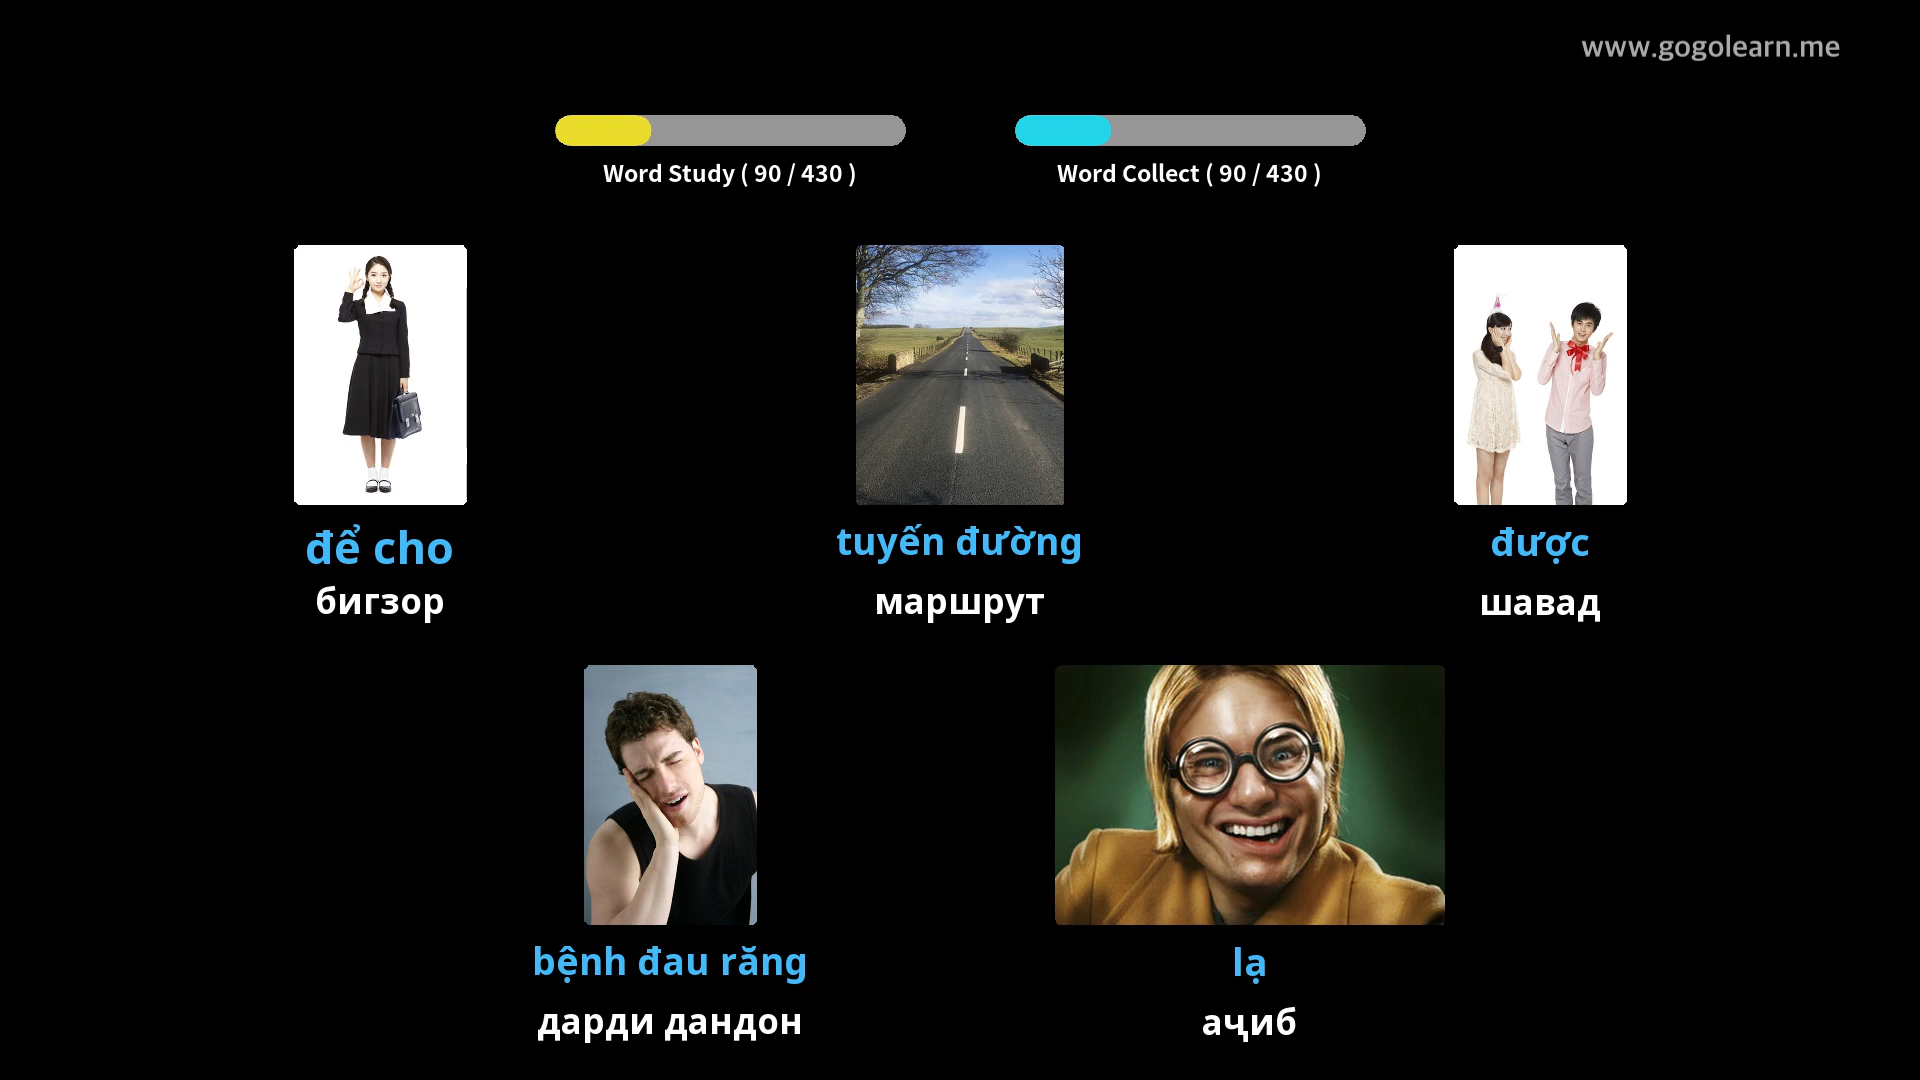 www.gogolearn.me
Word Study ( 90 / 430 )
Word Collect ( 90 / 430 )
để cho
бигзор
tuyến đường
маршрут
được
шавад
bệnh đau răng
дарди дандон
lạ
аҷиб